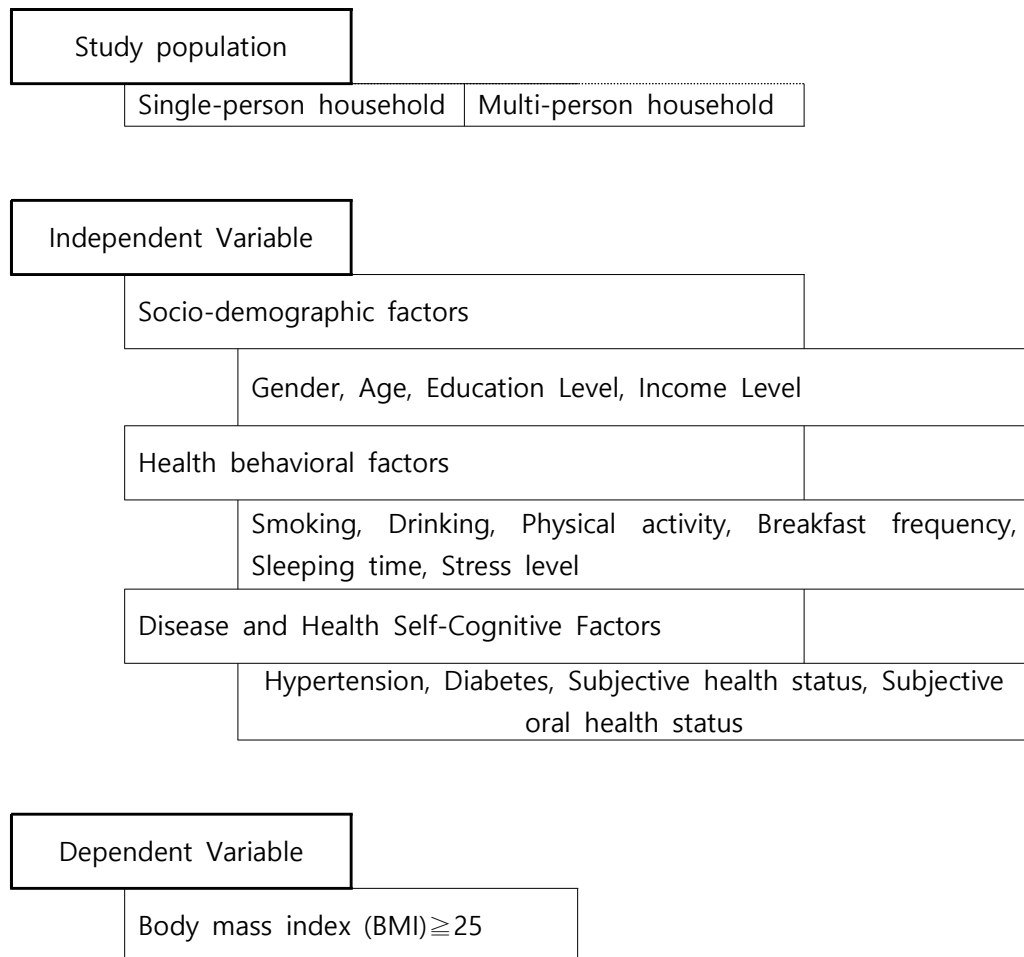 Study population
Single-person household Multi-person household
Independent Variable
Socio-demographic factors
Gender, Age, Education Level, Income Level
Health behavioral factors
Smoking, Drinking, Physical activity, Breakfast frequency,
Sleeping time, Stress level
Disease and Health Self-Cognitive Factors
Hypertension, Diabetes, Subjective health status, Subjective
oral health status
Dependent Variable
Body mass index (BMI)≧25